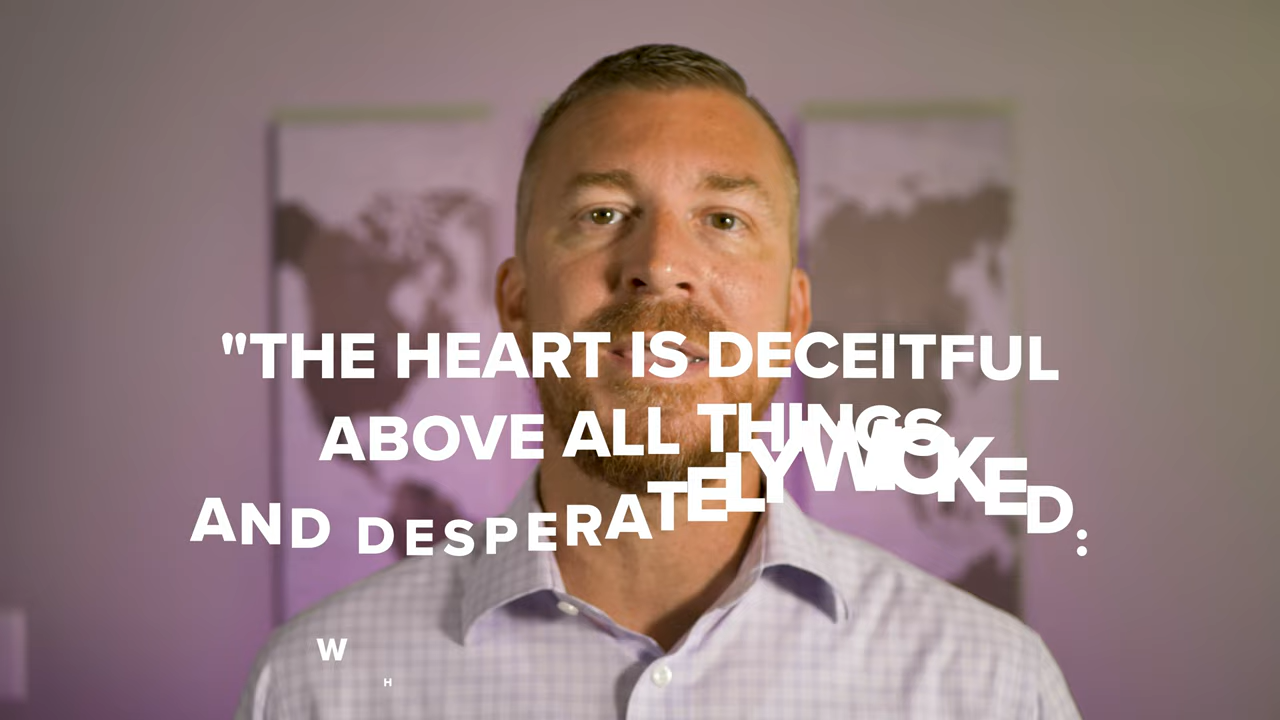 "THE HEART IS DECEITFUL
ABOVE ALL THINGS
AND DESPERATELY WICKED:
W
H